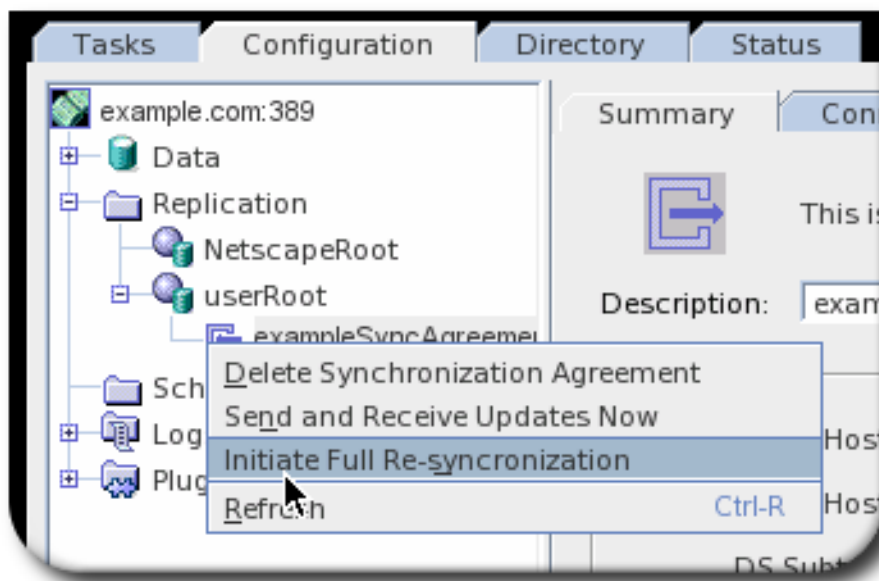 Tasks Configuration Directory Status
example.com:389
Summary
Data
Replication
This
NetscapeRoot
userRoot
Description:
Delete Synchronization Agreement
Send and Receive Updates Now
Initiate Full Re-syncronization
Refresh Ctrl-R
DS